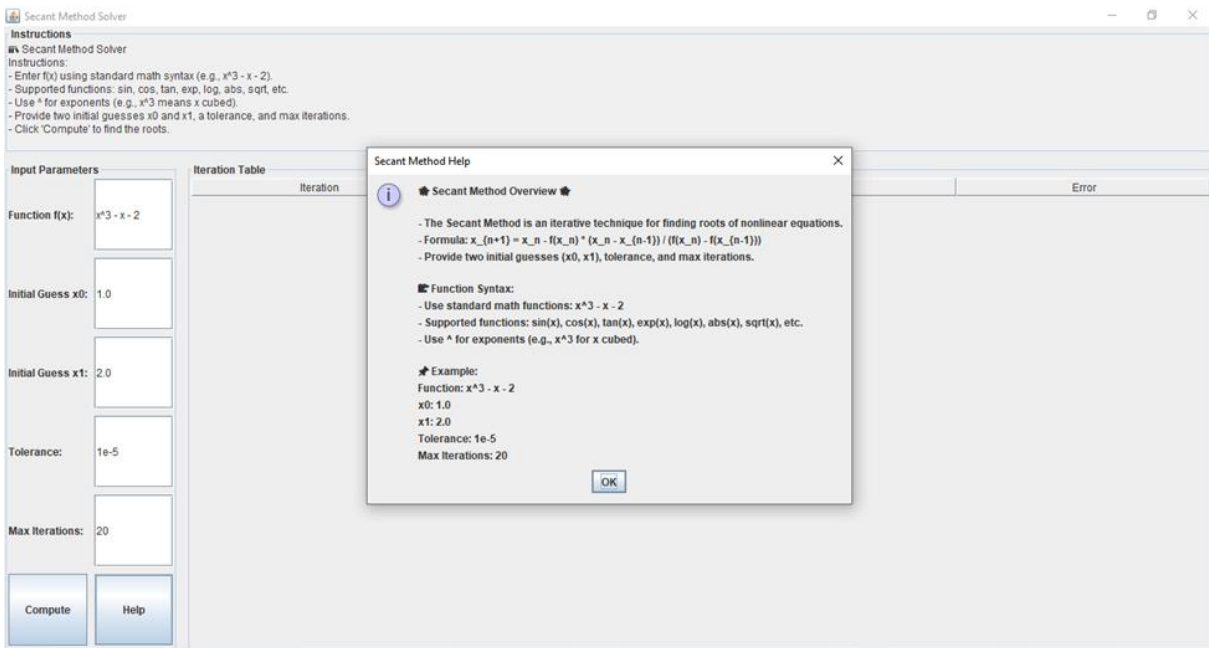 Secant Method Solver
Instructions
Secant Method Solver
Instructions:
- Enter f(x) using standard math syntax (e.g., x^3 - x - 2).
- Supported functions: sin, cos, tan, exp, log, abs, sqrt, etc.
- Use ^ for exponents (e.g., x^3 means x cubed).
- Provide two initial guesses x0 and x1, a tolerance, and max iterations.
- Click 'Compute' to find the roots.
Input Parameters
Function f(x): x^3 - x - 2
Initial Guess x0: 1.0
Initial Guess x1: 2.0
Tolerance: 1e-5
Max Iterations: 20
Compute Help
Iteration Table
Iteration Error
Secant Method Help
Secant Method Overview
- The Secant Method is an iterative technique for finding roots of nonlinear equations.
- Formula: x_{n+1} = x_n - f(x_n) * (x_n - x_{n-1}) / (f(x_n) - f(x_{n-1}))
- Provide two initial guesses (x0, x1), tolerance, and max iterations.
Function Syntax:
- Use standard math functions: x^3 - x - 2
- Supported functions: sin(x), cos(x), tan(x), exp(x), log(x), abs(x), sqrt(x), etc.
- Use ^ for exponents (e.g., x^3 for x cubed).
Example:
Function: x^3 - x - 2
x0: 1.0
x1: 2.0
Tolerance: 1e-5
Max Iterations: 20
OK